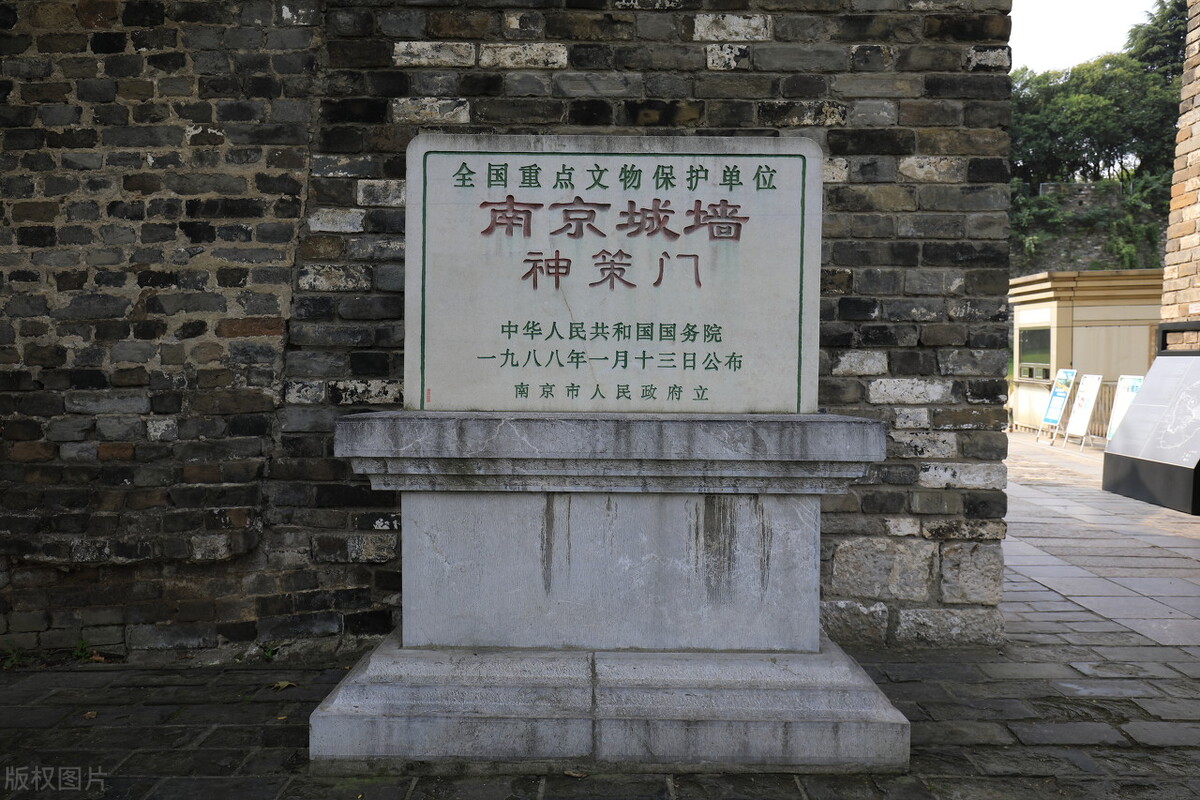 全国重点文物保护单位
南京城墙
神策门
中华人民共和国国务院
一九八八年一月十三日公布
南京市人民政府立
版权图片